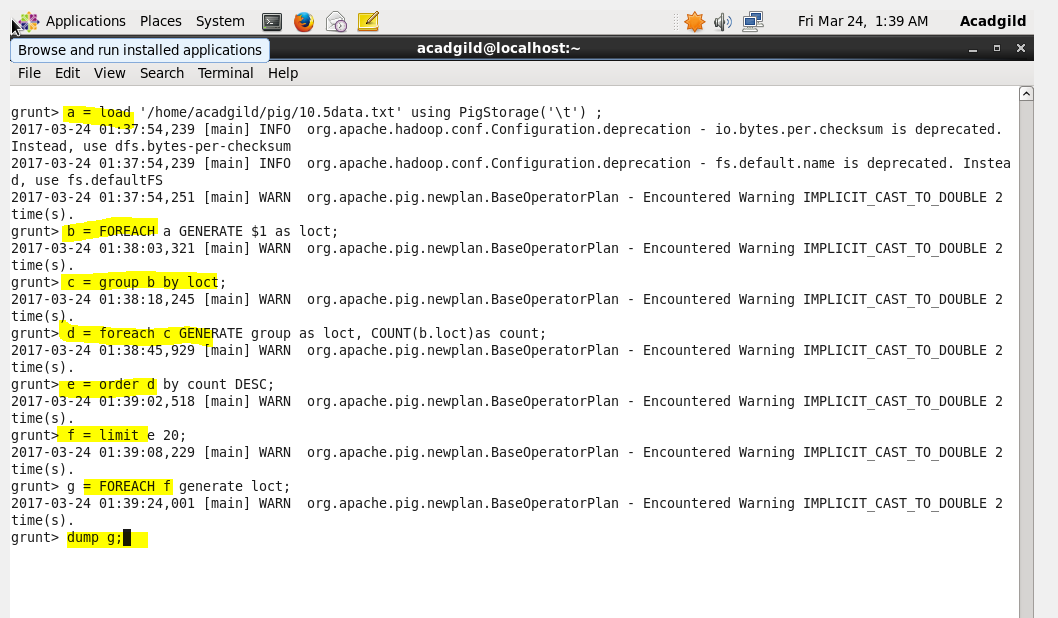 Applications Places System Fri Mar 24, 1:39 AM Acadgild
Browse and run installed applications
acadgild@localhost:~
File Edit View Search Terminal Help
grunt> a = load '/home/acadgild/pig/10.5data.txt' using PigStorage('\t') ;
2017-03-24 01:37:54,239 [main] INFO  org.apache.hadoop.conf.Configuration.deprecation - io.bytes.per.checksum is deprecated.
Instead, use dfs.bytes-per-checksum
2017-03-24 01:37:54,239 [main] INFO  org.apache.hadoop.conf.Configuration.deprecation - fs.default.name is deprecated. Instea
d, use fs.defaultFS
2017-03-24 01:37:54,251 [main] WARN  org.apache.pig.newplan.BaseOperatorPlan - Encountered Warning IMPLICIT_CAST_TO_DOUBLE 2
time(s).
grunt> b = FOREACH a GENERATE $1 as loct;
2017-03-24 01:38:03,321 [main] WARN  org.apache.pig.newplan.BaseOperatorPlan - Encountered Warning IMPLICIT_CAST_TO_DOUBLE 2
time(s).
grunt> c = group b by loct;
2017-03-24 01:38:18,245 [main] WARN  org.apache.pig.newplan.BaseOperatorPlan - Encountered Warning IMPLICIT_CAST_TO_DOUBLE 2
time(s).
grunt> d = foreach c GENERATE group as loct, COUNT(b.loct)as count;
2017-03-24 01:38:45,929 [main] WARN  org.apache.pig.newplan.BaseOperatorPlan - Encountered Warning IMPLICIT_CAST_TO_DOUBLE 2
time(s).
grunt> e = order d by count DESC;
2017-03-24 01:39:02,518 [main] WARN  org.apache.pig.newplan.BaseOperatorPlan - Encountered Warning IMPLICIT_CAST_TO_DOUBLE 2
time(s).
grunt> f = limit e 20;
2017-03-24 01:39:08,229 [main] WARN  org.apache.pig.newplan.BaseOperatorPlan - Encountered Warning IMPLICIT_CAST_TO_DOUBLE 2
time(s).
grunt> g = FOREACH f generate loct;
2017-03-24 01:39:24,001 [main] WARN  org.apache.pig.newplan.BaseOperatorPlan - Encountered Warning IMPLICIT_CAST_TO_DOUBLE 2
time(s).
grunt> dump g;